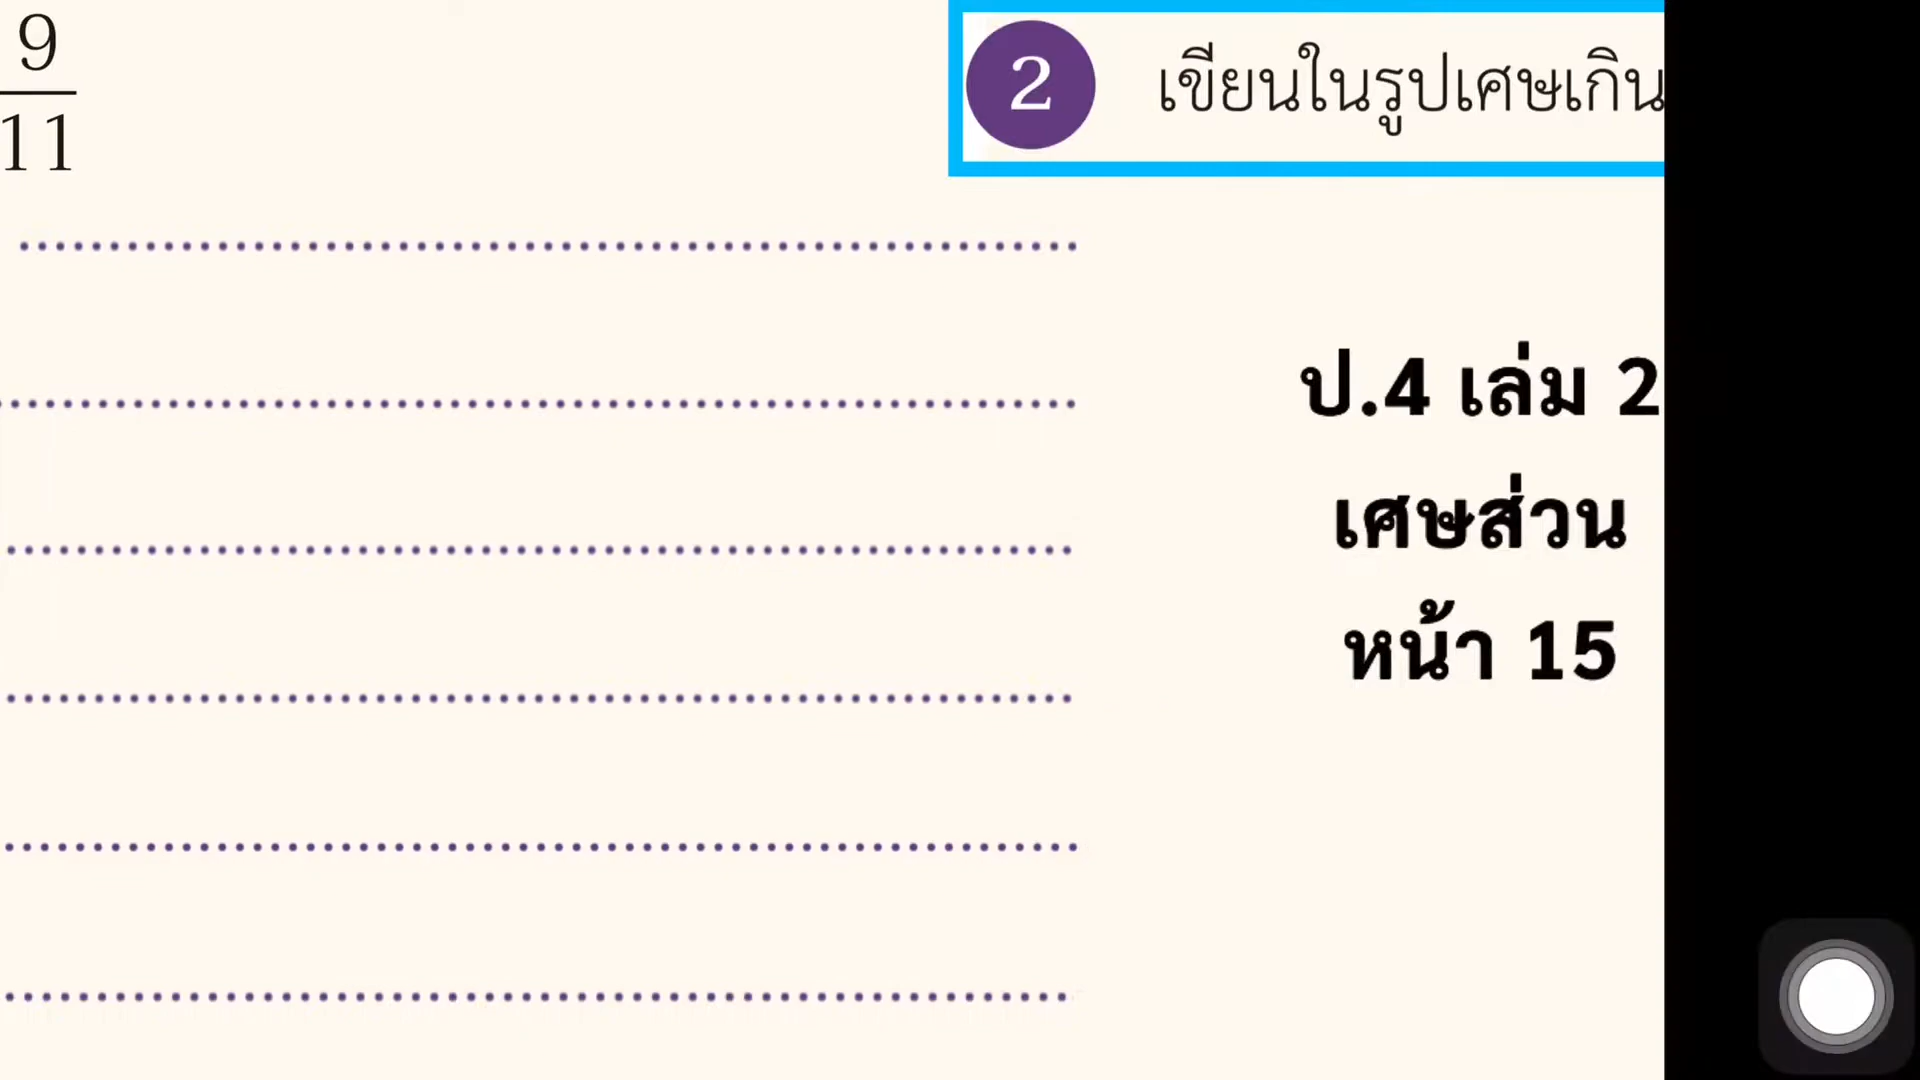 9
11
2 เขียนในรูปเศษเกิน
ป.4 เล่ม 2
เศษส่วน
หน้า 15